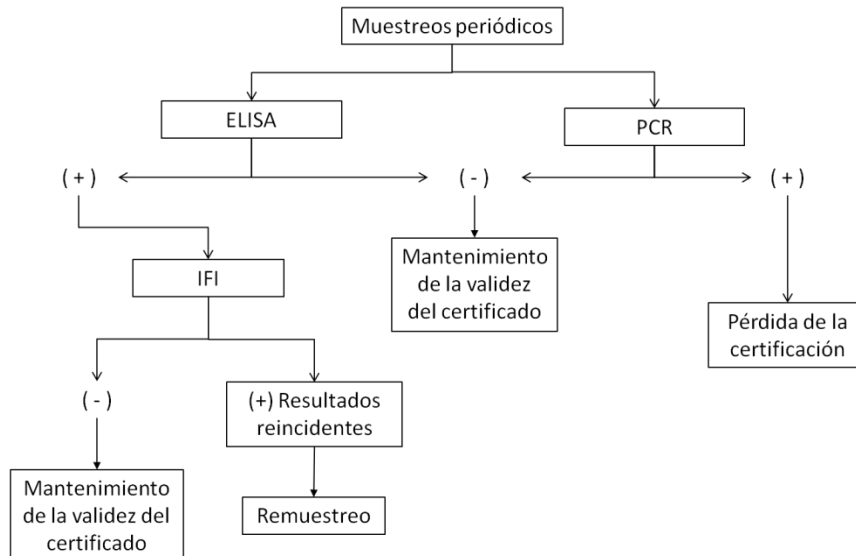 Muestreos periódicos
ELISA
PCR
( + )
( - )
( + )
IFI
Mantenimiento
de la validez
del certificado
Pérdida de la
certificación
( - )
(+) Resultados
reincidentes
Mantenimiento
de la validez del
certificado
Remuestreo